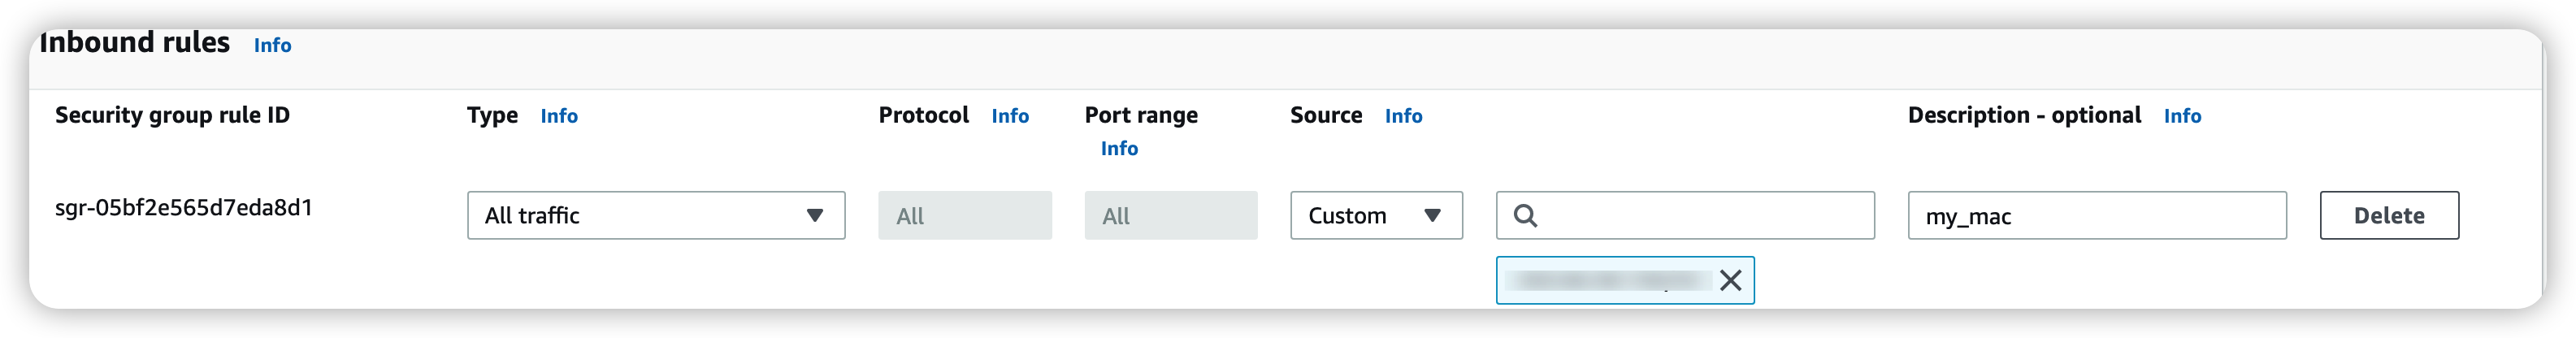 Inbound rules Info
Security group rule ID Type Info Protocol Info Port range Info Source Info Description - optional Info
sgr-05bf2e565d7eda8d1 All traffic All All Custom my_mac Delete